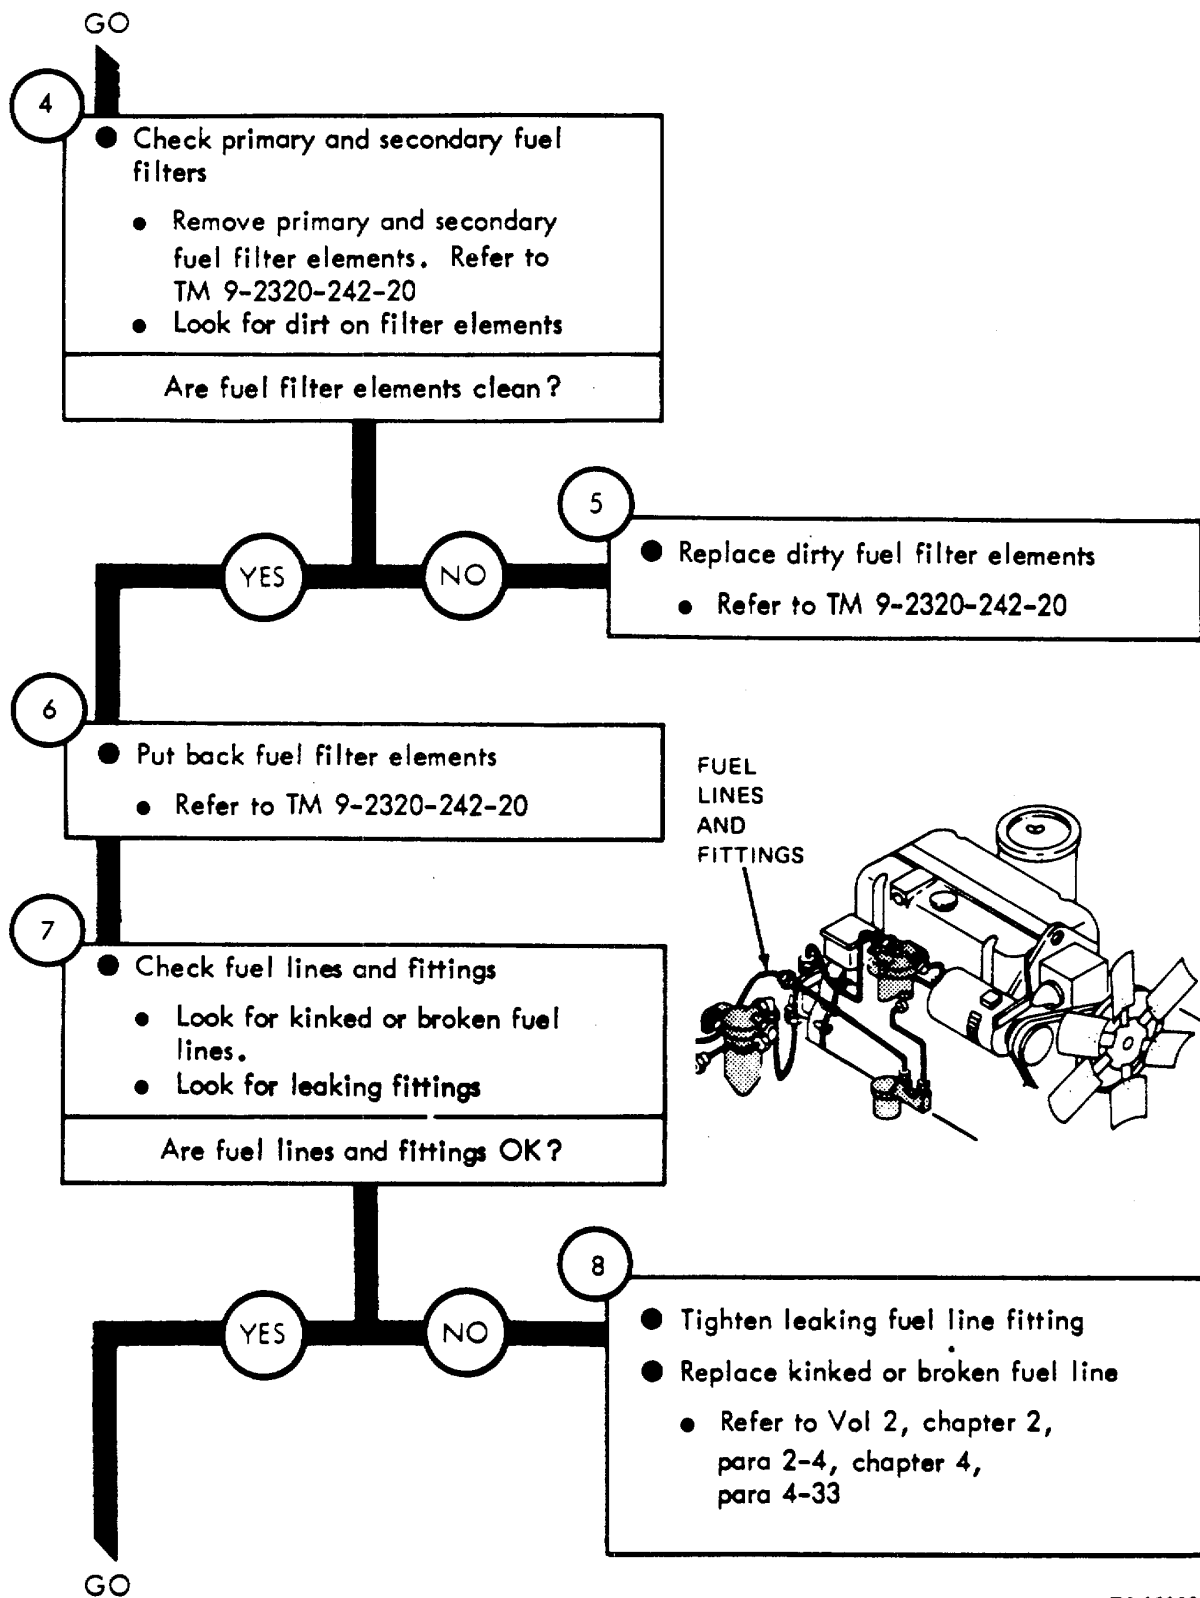 GO
4
● Check primary and secondary fuel
filters
● Remove primary and secondary
fuel filter elements. Refer to
TM 9-2320-242-20
● Look for dirt on filter elements
Are fuel filter elements clean?
YES
NO
5
● Replace dirty fuel filter elements
● Refer to TM 9-2320-242-20
6
● Put back fuel filter elements
● Refer to TM 9-2320-242-20
FUEL
LINES
AND
FITTINGS
7
● Check fuel lines and fittings
● Look for kinked or broken fuel
lines.
● Look for leaking fittings
Are fuel lines and fittings OK?
YES
NO
8
● Tighten leaking fuel line fitting
● Replace kinked or broken fuel line
● Refer to Vol 2, chapter 2,
para 2-4, chapter 4,
para 4-33
GO